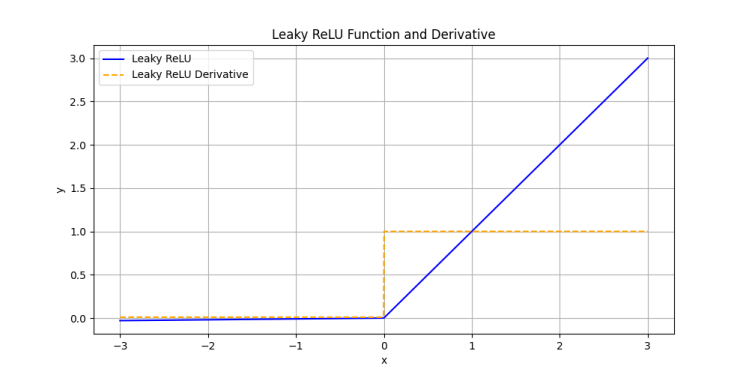 Leaky ReLU Function and Derivative
Leaky ReLU
Leaky ReLU Derivative
3.0
2.5
2.0
1.5
1.0
0.5
0.0
y
−3
−2
−1
0
1
2
3
x